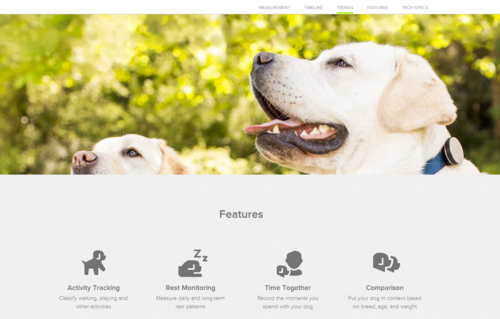 MEASUREMENT TIMELINE TRENDS FEATURES TECH SPECS
Features
Activity Tracking
Classify walking, playing and
other activities
Rest Monitoring
Measure daily and long-term
rest patterns
Time Together
Record the moments you
spend with your dog
Comparison
Put your dog in context based
on breed, age, and weight